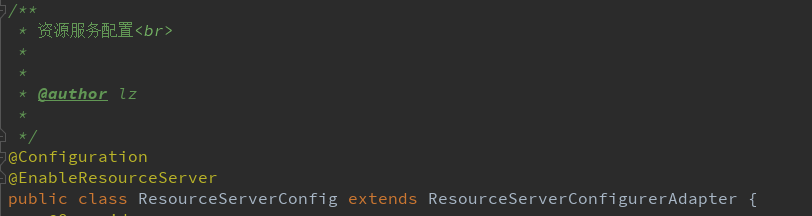 /**
* 资源服务配置<br>
*
*
* @author lz
*
*/
@Configuration
@EnableResourceServer
public class ResourceServerConfig extends ResourceServerConfigurerAdapter {